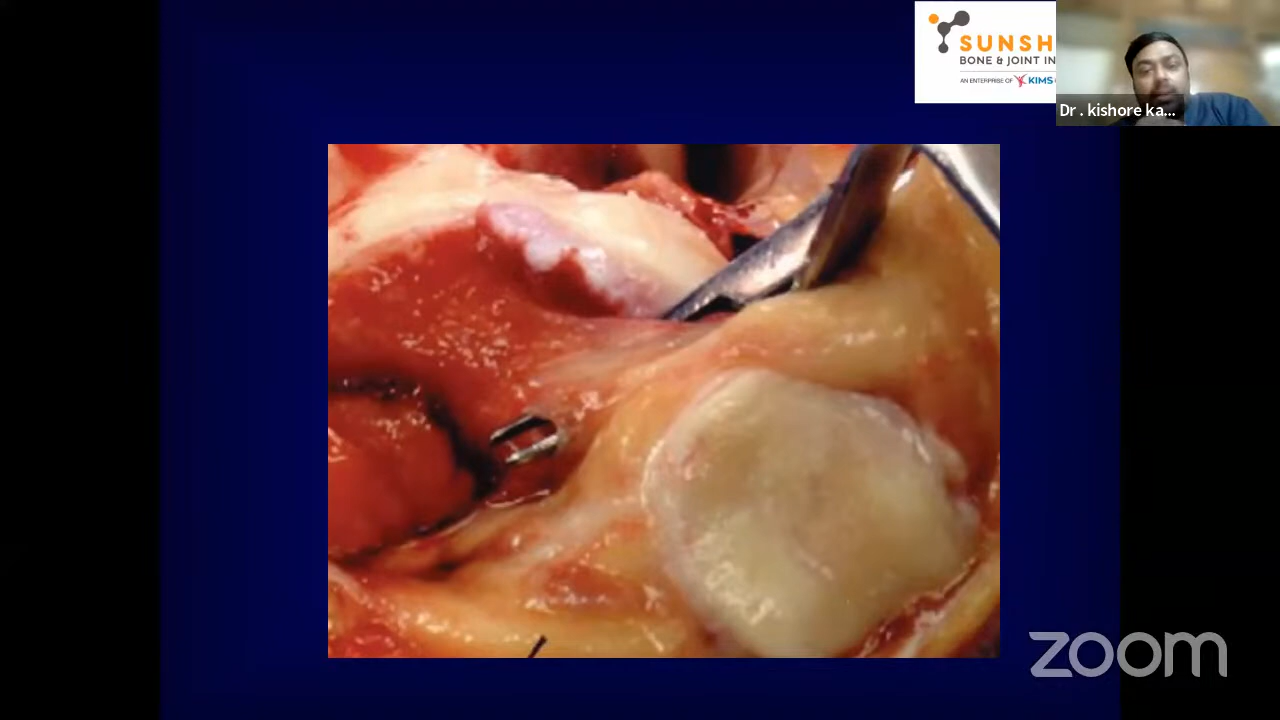 SUNSH
BONE & JOINT IN
AN ENTERPRISE OF KIMS
Dr . kishore ka...
zoom